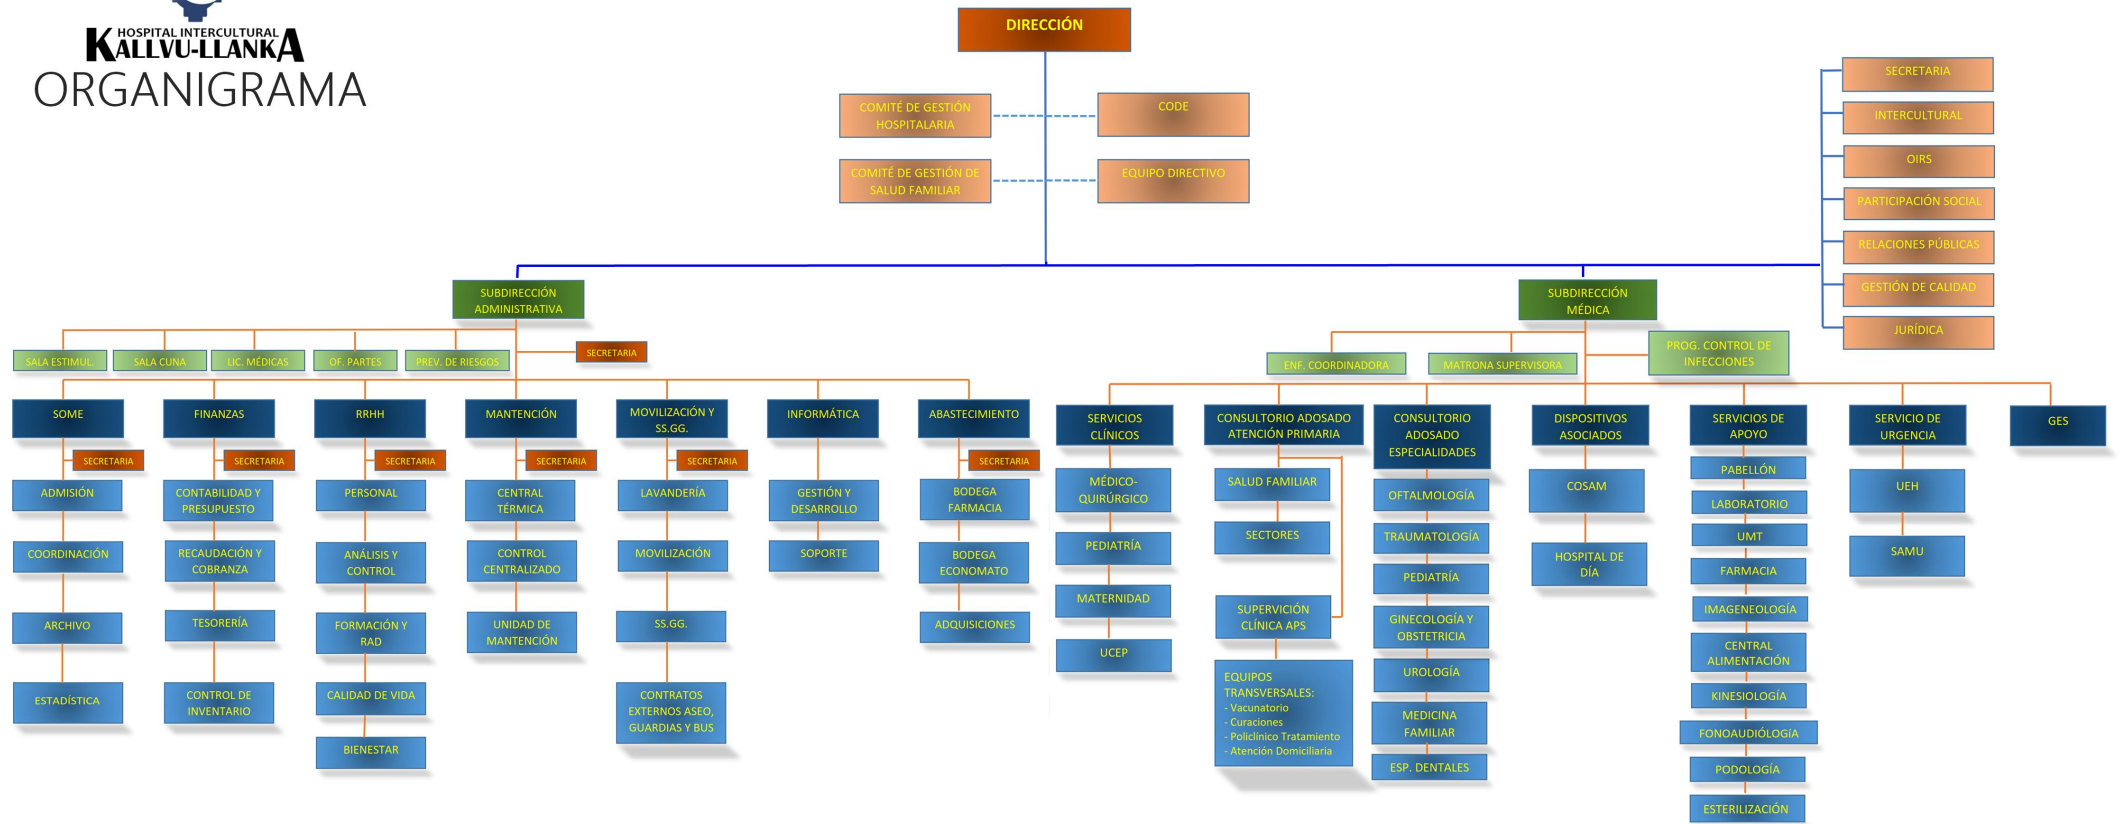 HOSPITAL INTERCULTURAL
KALLVU-LLANKA
ORGANIGRAMA
DIRECCIÓN
COMITÉ DE GESTIÓN
HOSPITALARIA
CODE
COMITÉ DE GESTIÓN DE
SALUD FAMILIAR
EQUIPO DIRECTIVO
SECRETARIA
INTERCULTURAL
OIRS
PARTICIPACIÓN SOCIAL
RELACIONES PÚBLICAS
GESTIÓN DE CALIDAD
JURÍDICA
SUBDIRECCIÓN
ADMINISTRATIVA
SALA ESTIMUL.
SALA CUNA
LIC. MÉDICAS
OF. PARTES
PREV. DE RIESGOS
SECRETARIA
SOME
SECRETARIA
ADMISIÓN
COORDINACIÓN
ARCHIVO
ESTADÍSTICA
FINANZAS
SECRETARIA
CONTABILIDAD Y
PRESUPUESTO
RECAUDACIÓN Y
COBRANZA
TESORERÍA
CONTROL DE
INVENTARIO
RRHH
SECRETARIA
PERSONAL
ANÁLISIS Y
CONTROL
FORMACIÓN Y
RAD
CALIDAD DE VIDA
BIENESTAR
MANTENCIÓN
SECRETARIA
CENTRAL
TÉRMICA
CONTROL
CENTRALIZADO
UNIDAD DE
MANTENCIÓN
MOVILIZACIÓN Y
SS.GG.
SECRETARIA
LAVANDERÍA
MOVILIZACIÓN
SS.GG.
CONTRATOS
EXTERNOS ASEO,
GUARDIAS Y BUS
INFORMÁTICA
GESTIÓN Y
DESARROLLO
SOPORTE
ABASTECIMIENTO
SECRETARIA
BODEGA
FARMACIA
BODEGA
ECONOMATO
ADQUISICIONES
SUBDIRECCIÓN
MÉDICA
ENF. COORDINADORA
MATRONA SUPERVISORA
PROG. CONTROL DE
INFECCIONES
SERVICIOS
CLÍNICOS
MÉDICO-
QUIRÚRGICO
PEDIATRÍA
MATERNIDAD
UCEP
CONSULTORIO ADOSADO
ATENCIÓN PRIMARIA
SALUD FAMILIAR
SECTORES
SUPERVICIÓN
CLÍNICA APS
EQUIPOS
TRANSVERSALES:
- Vacunatorio
- Curaciones
- Policlínico Tratamiento
- Atención Domiciliaria
CONSULTORIO
ADOSADO
ESPECIALIDADES
OFTALMOLOGÍA
TRAUMATOLOGÍA
PEDIATRÍA
GINECOLOGÍA Y
OBSTETRICIA
UROLOGÍA
MEDICINA
FAMILIAR
ESP. DENTALES
DISPOSITIVOS
ASOCIADOS
COSAM
HOSPITAL DE
DÍA
SERVICIOS DE
APOYO
PABELLÓN
LABORATORIO
UMT
FARMACIA
IMAGENEOLOGÍA
CENTRAL
ALIMENTACIÓN
KINESIOLOGÍA
FONOAUDIÓLOGÍA
PODOLOGÍA
ESTERILIZACIÓN
SERVICIO DE
URGENCIA
UEH
SAMU
GES